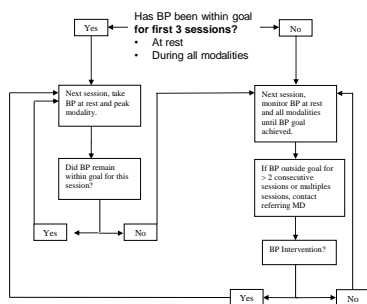 Has BP been within goal
for first 3 sessions?
• At rest
• During all modalities
Yes
No
Next session, take
BP at rest and peak
modality.
Next session,
monitor BP at rest
and all modalities
until BP goal
achieved.
Did BP remain
within goal for this
session?
If BP outside goal for
> 2 consecutive
sessions or multiples
sessions, contact
referring MD
Yes
No
BP Intervention?
Yes
No